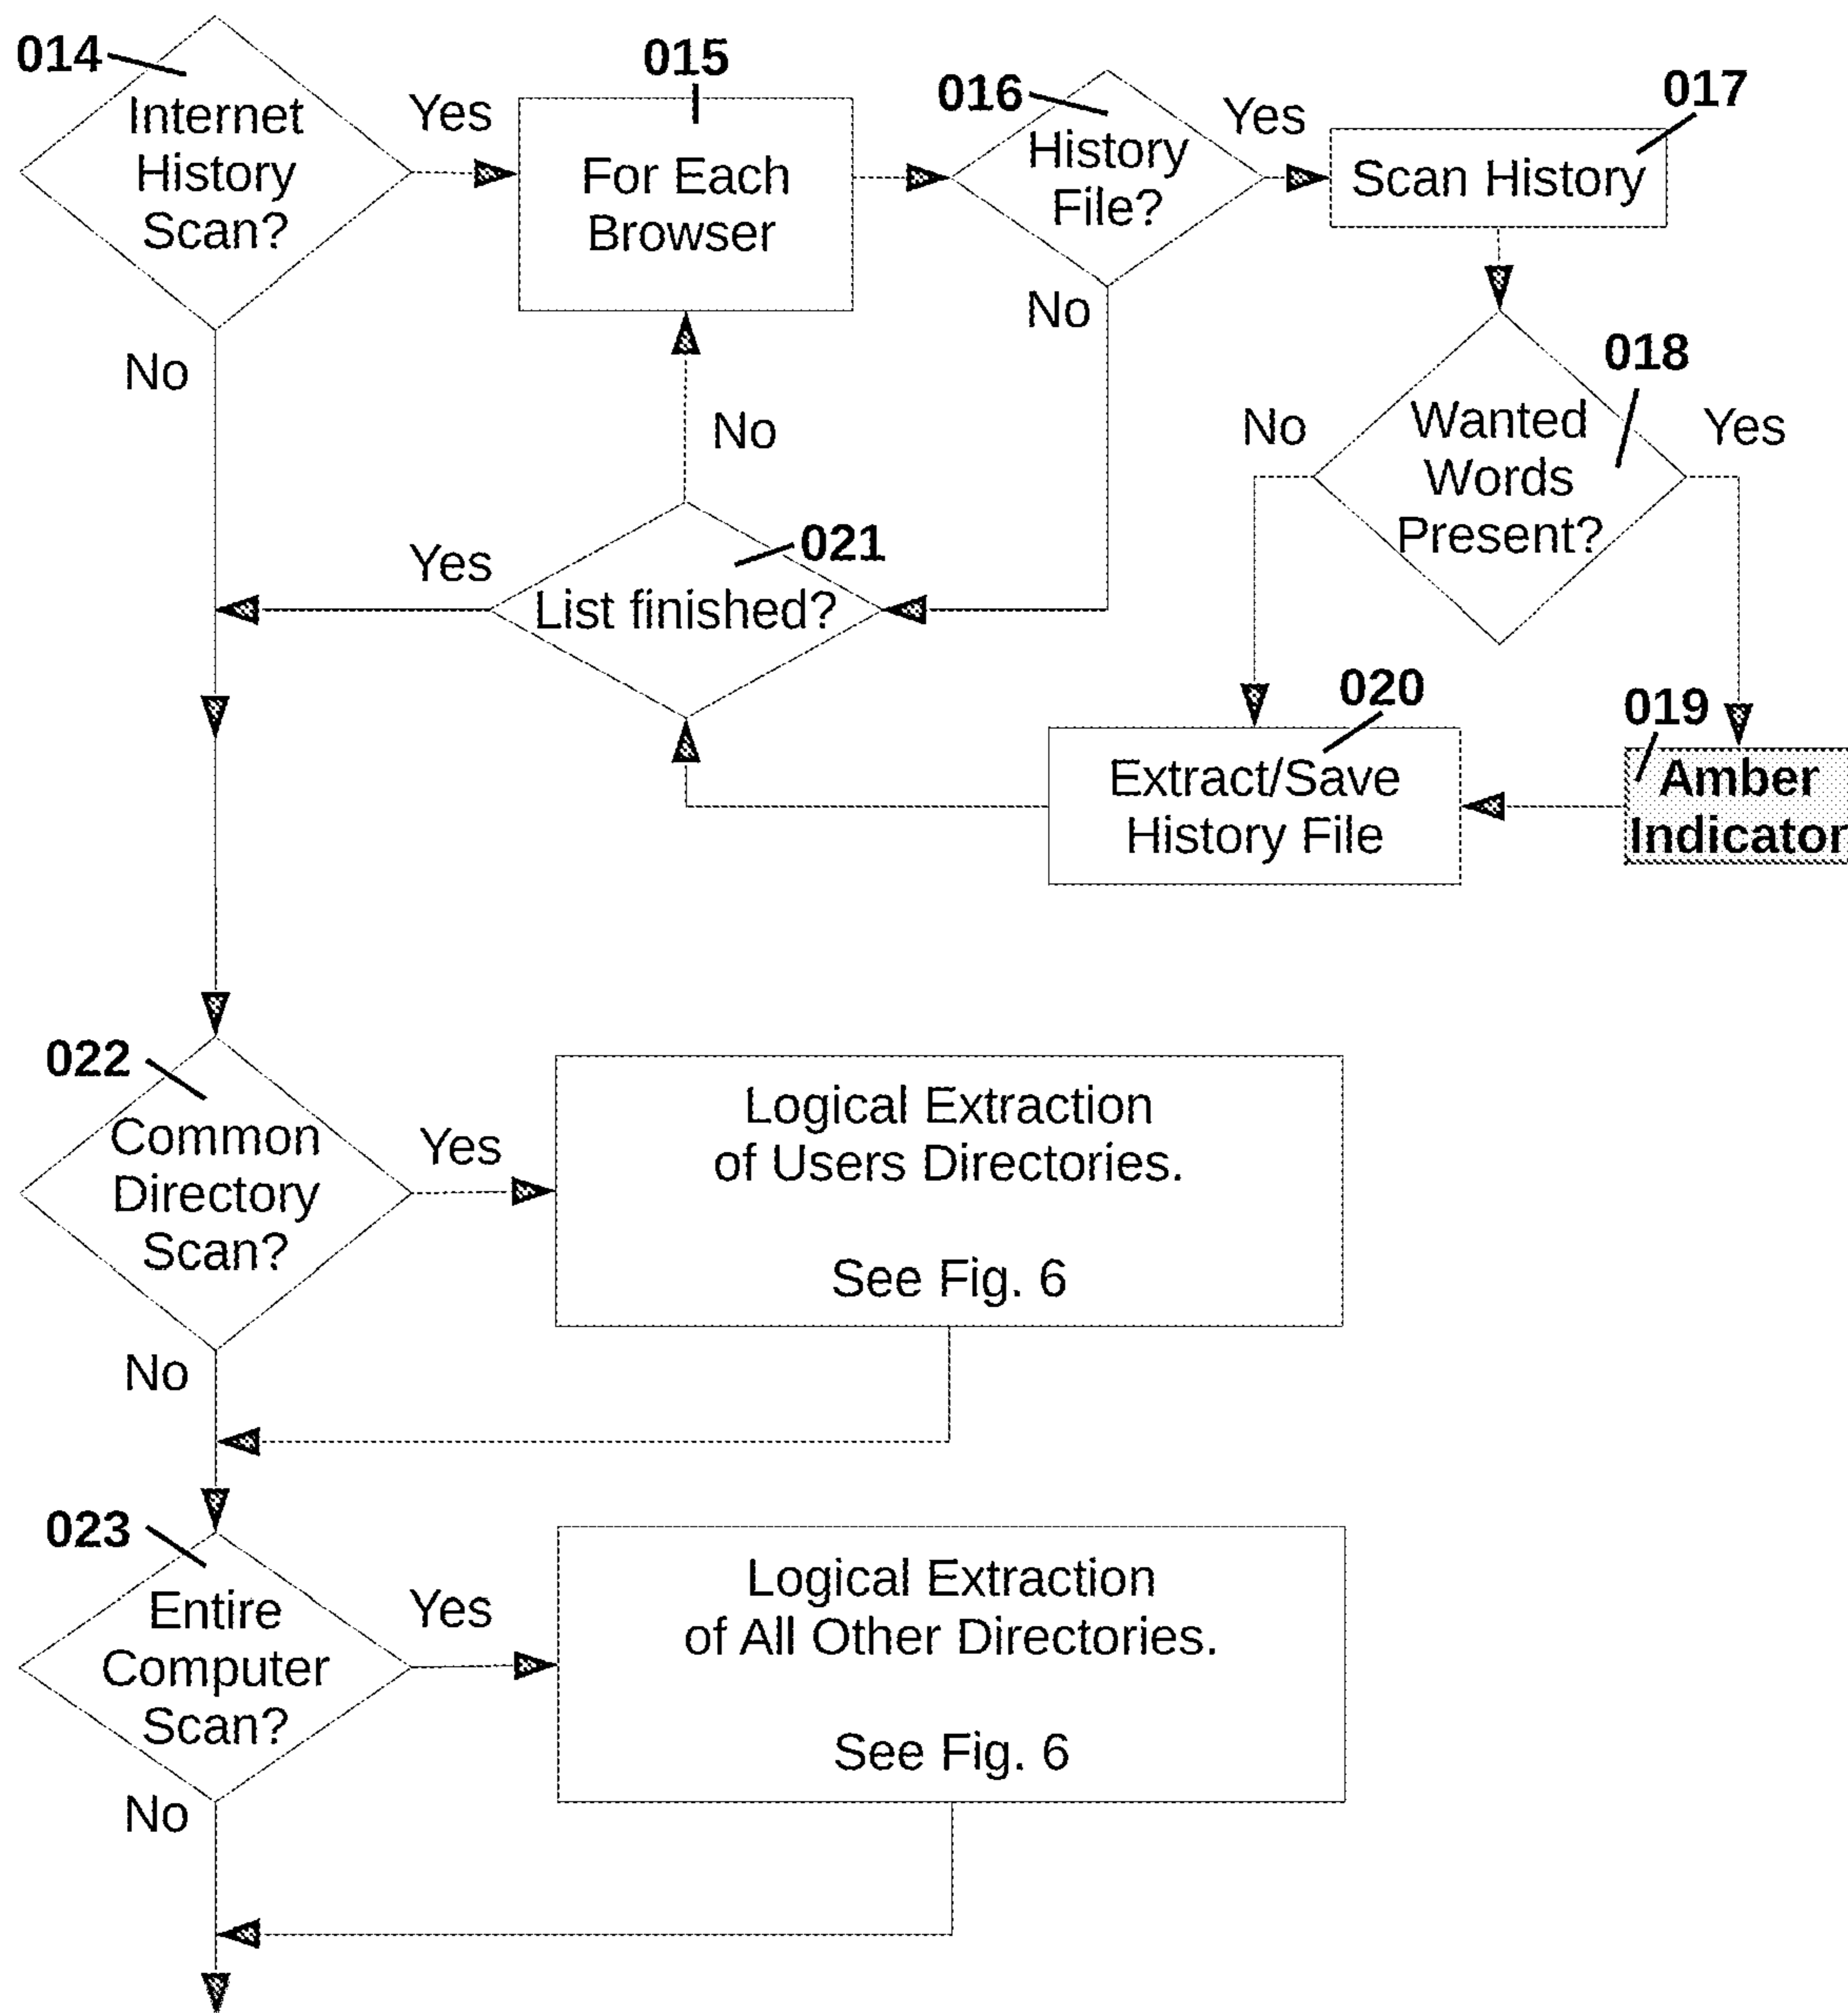 014
Internet
History
Scan?
Yes
No
015
For Each
Browser
016
History
File?
Yes
No
017
Scan History
018
Wanted
Words
Present?
No
Yes
021
List finished?
Yes
No
020
Extract/Save
History File
019
Amber
Indicator
022
Common
Directory
Scan?
Yes
No
Logical Extraction
of Users Directories.
See Fig. 6
023
Entire
Computer
Scan?
Yes
No
Logical Extraction
of All Other Directories.
See Fig. 6